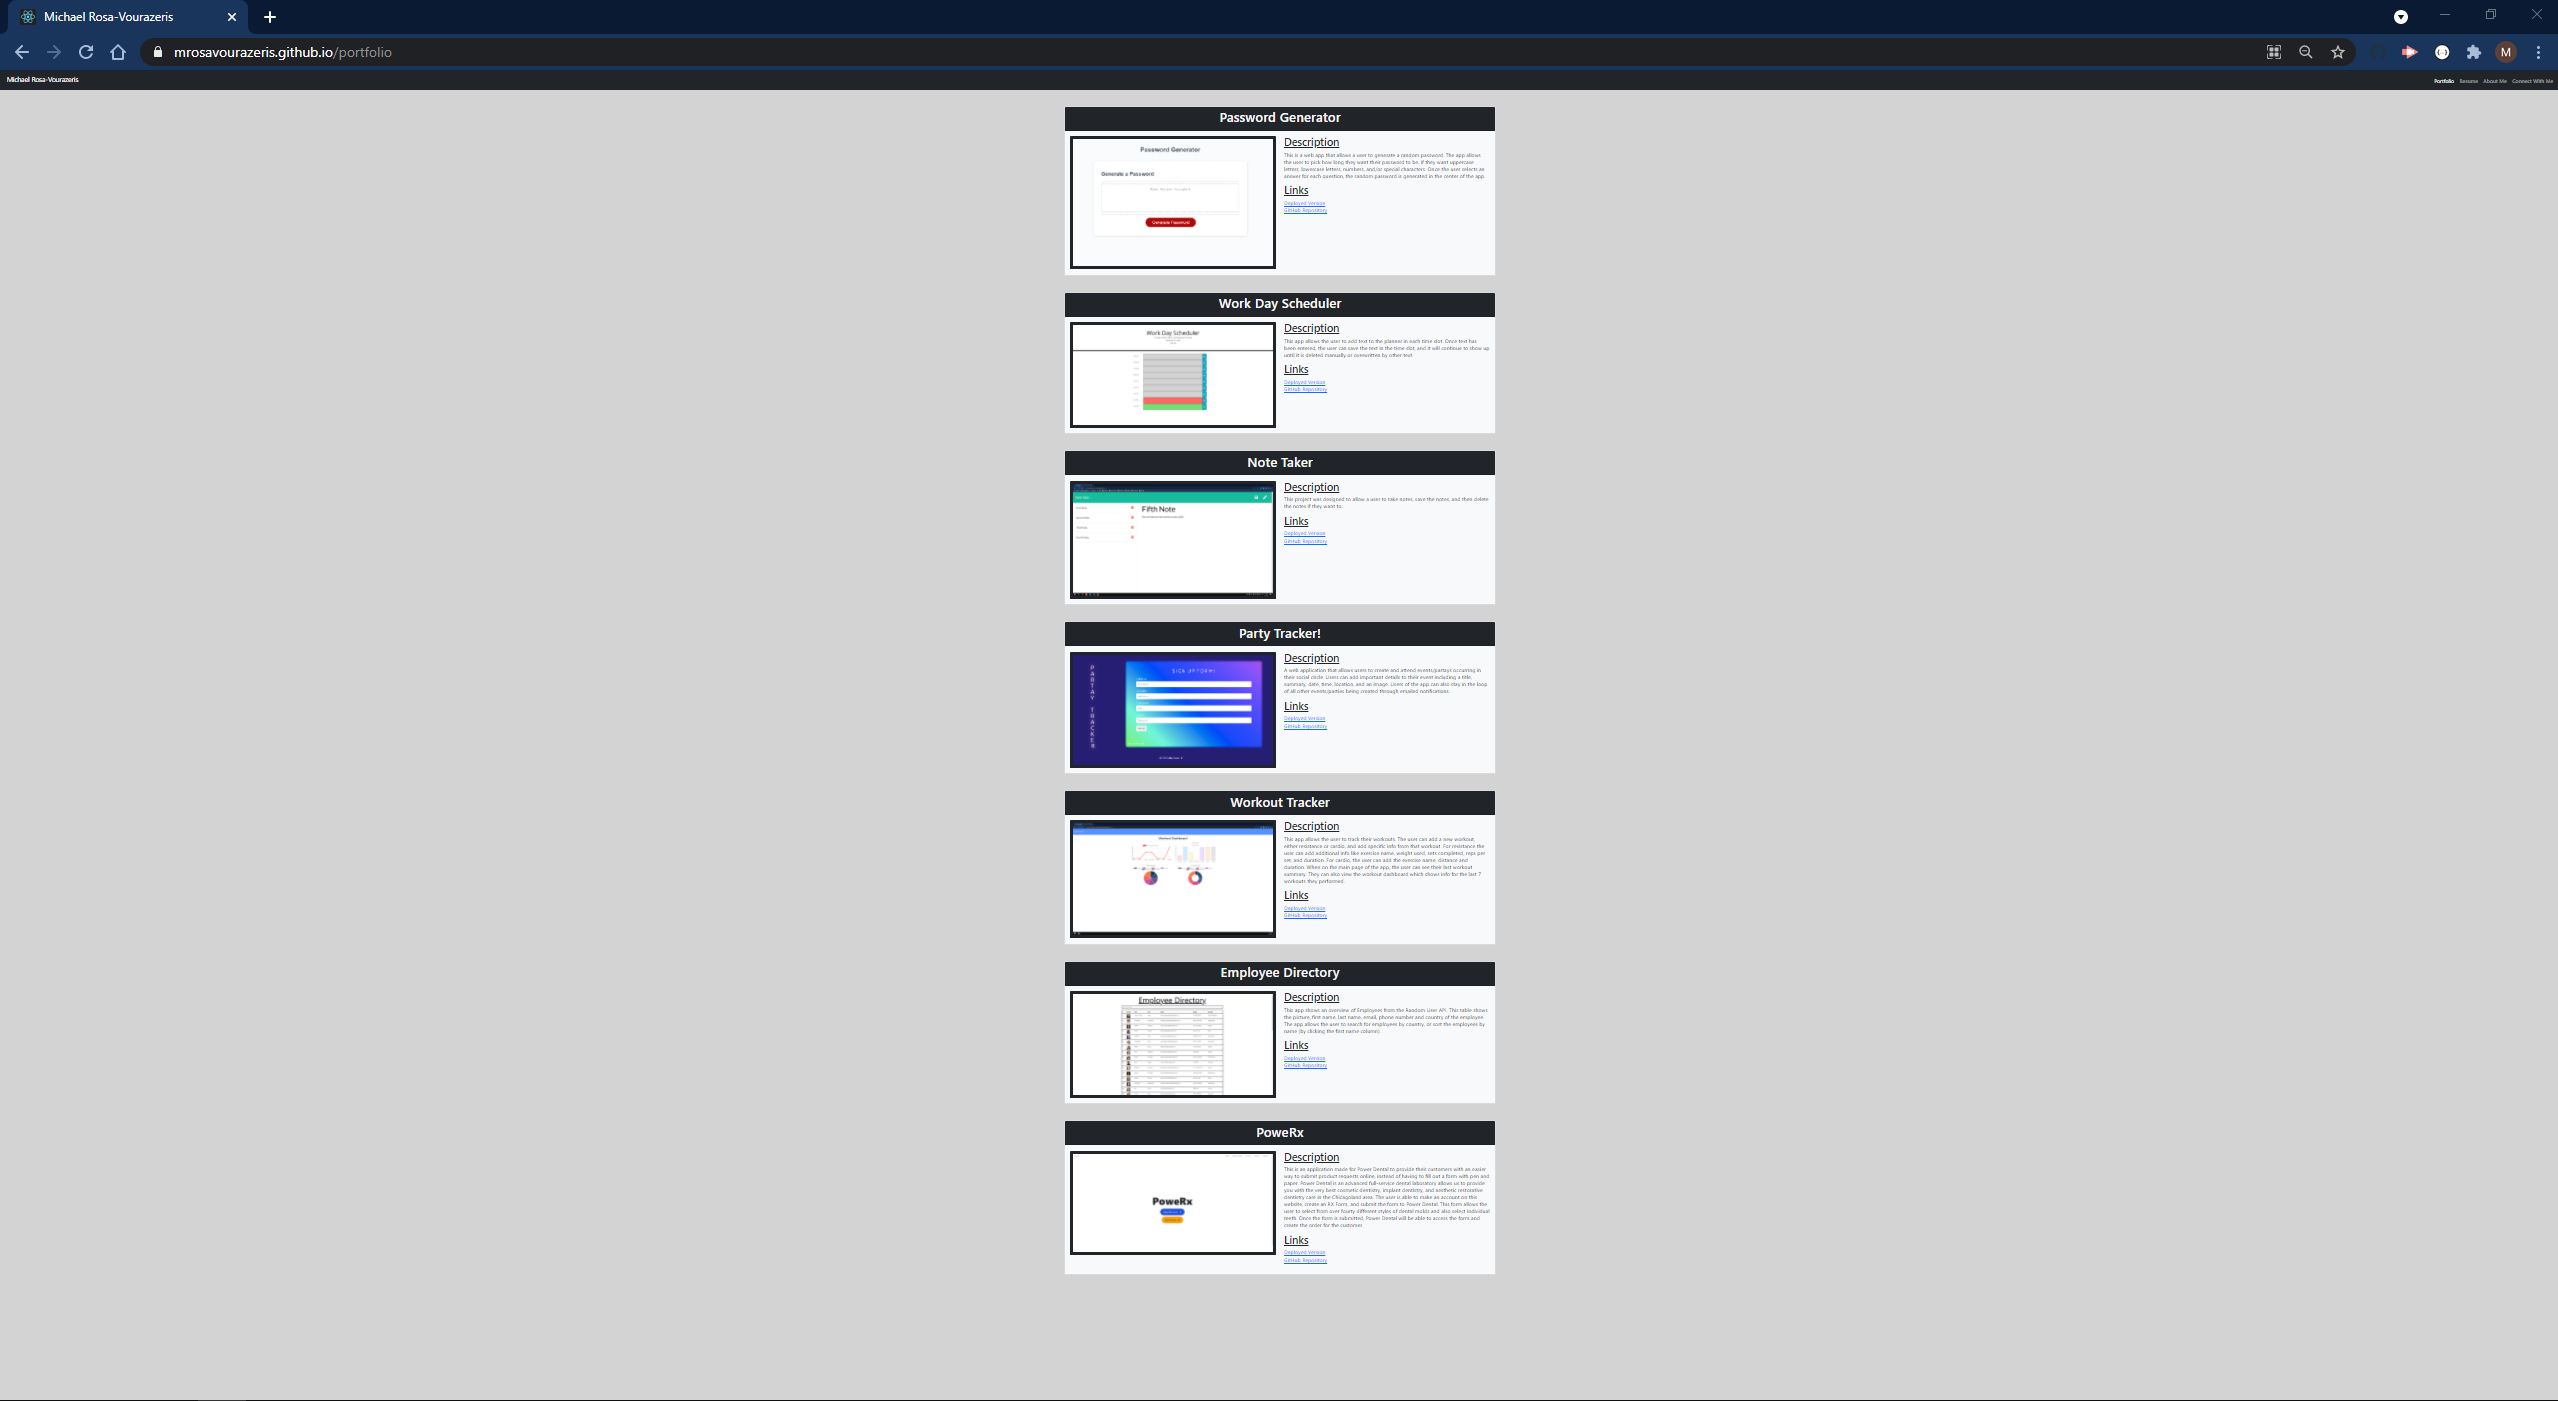 Michael Rosa-Vourazeris
mrosavourazeris.github.io/portfolio
M
Michael Rosa-Vourazeris
Portfolio Resume About Me Connect With Me
Password Generator
Password Generator
Generate a Password
Generate Password
Description
This is a web app that allows a user to generate a random password. The app allows
the user to pick how long they want their password to be, if they want uppercase
letters, lowercase letters, numbers, and/or special characters. Once the user selects an
answer for each question, the random password is generated in the center of the app.
Links
Deployed Version
GitHub Repository
Work Day Scheduler
Work Day Scheduler
Description
This app allows the user to add text to the planner in each time slot. Once text has
been entered, the user can save the text in the time slot, and it will continue to show up
until it is deleted manually or overwritten by other text
Links
Deployed Version
GitHub Repository
Note Taker
Fifth Note
Description
This project was designed to allow a user to take notes, save the notes, and then delete
the notes if they want to.
Links
Deployed Version
GitHub Repository
Party Tracker!
PARTAY TRACKER
SIGN UP FORM!
Description
A web application that allows users to create and attend events/partays occurring in
their social circle. Users can add important details to their event including a title,
summary, date, time, location, and an image. Users of the app can also stay in the loop
of all other events/parties being created through emailed notifications.
Links
Deployed Version
GitHub Repository
Workout Tracker
Workout Dashboard
Description
This app allows the user to track their workouts. The user can add a new workout,
either resistance or cardio, and add specific info from that workout. For resistance the
user can add additional info like exercise name, weight used, sets completed, reps per
set, and duration. For cardio, the user can add the exercise name, distance and
duration. When on the main page of the app, the user can see their last workout
summary. They can also view the workout dashboard which shows info for the last 7
workouts they performed.
Links
Deployed Version
GitHub Repository
Employee Directory
Employee Directory
Description
This app shows an overview of Employees from the Random User API. This table shows
the picture, first name, last name, email, phone number and country of the employee.
The app allows the user to search for employees by country, or sort the employees by
name (by clicking the first name column).
Links
Deployed Version
GitHub Repository
PoweRx
PoweRx
Description
This is an application made for Power Dental to provide their customers with an easier
way to submit product requests online, instead of having to fill out a form with pen and
paper. Power Dental is an advanced full-service dental laboratory allows us to provide
you with the very best cosmetic dentistry, implant dentistry, and aesthetic restorative
dentistry care in the Chicagoland area. The user is able to make an account on this
website, create an RX Form, and submit the form to Power Dental. This form allows the
user to select from over fourty different styles of dental molds and also select individual
teeth. Once the form is submitted, Power Dental will be able to access the form and
create the order for the customer.
Links
Deployed Version
GitHub Repository